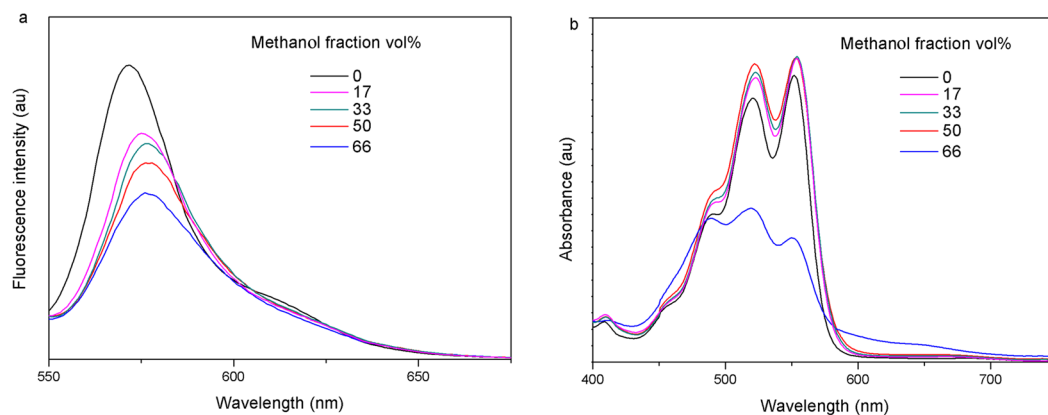 a
Methanol fraction vol%
0
17
33
50
66
Fluorescence intensity (au)
550
600
650
Wavelength (nm)
b
Methanol fraction vol%
0
17
33
50
66
Absorbance (au)
400
500
600
700
Wavelength (nm)